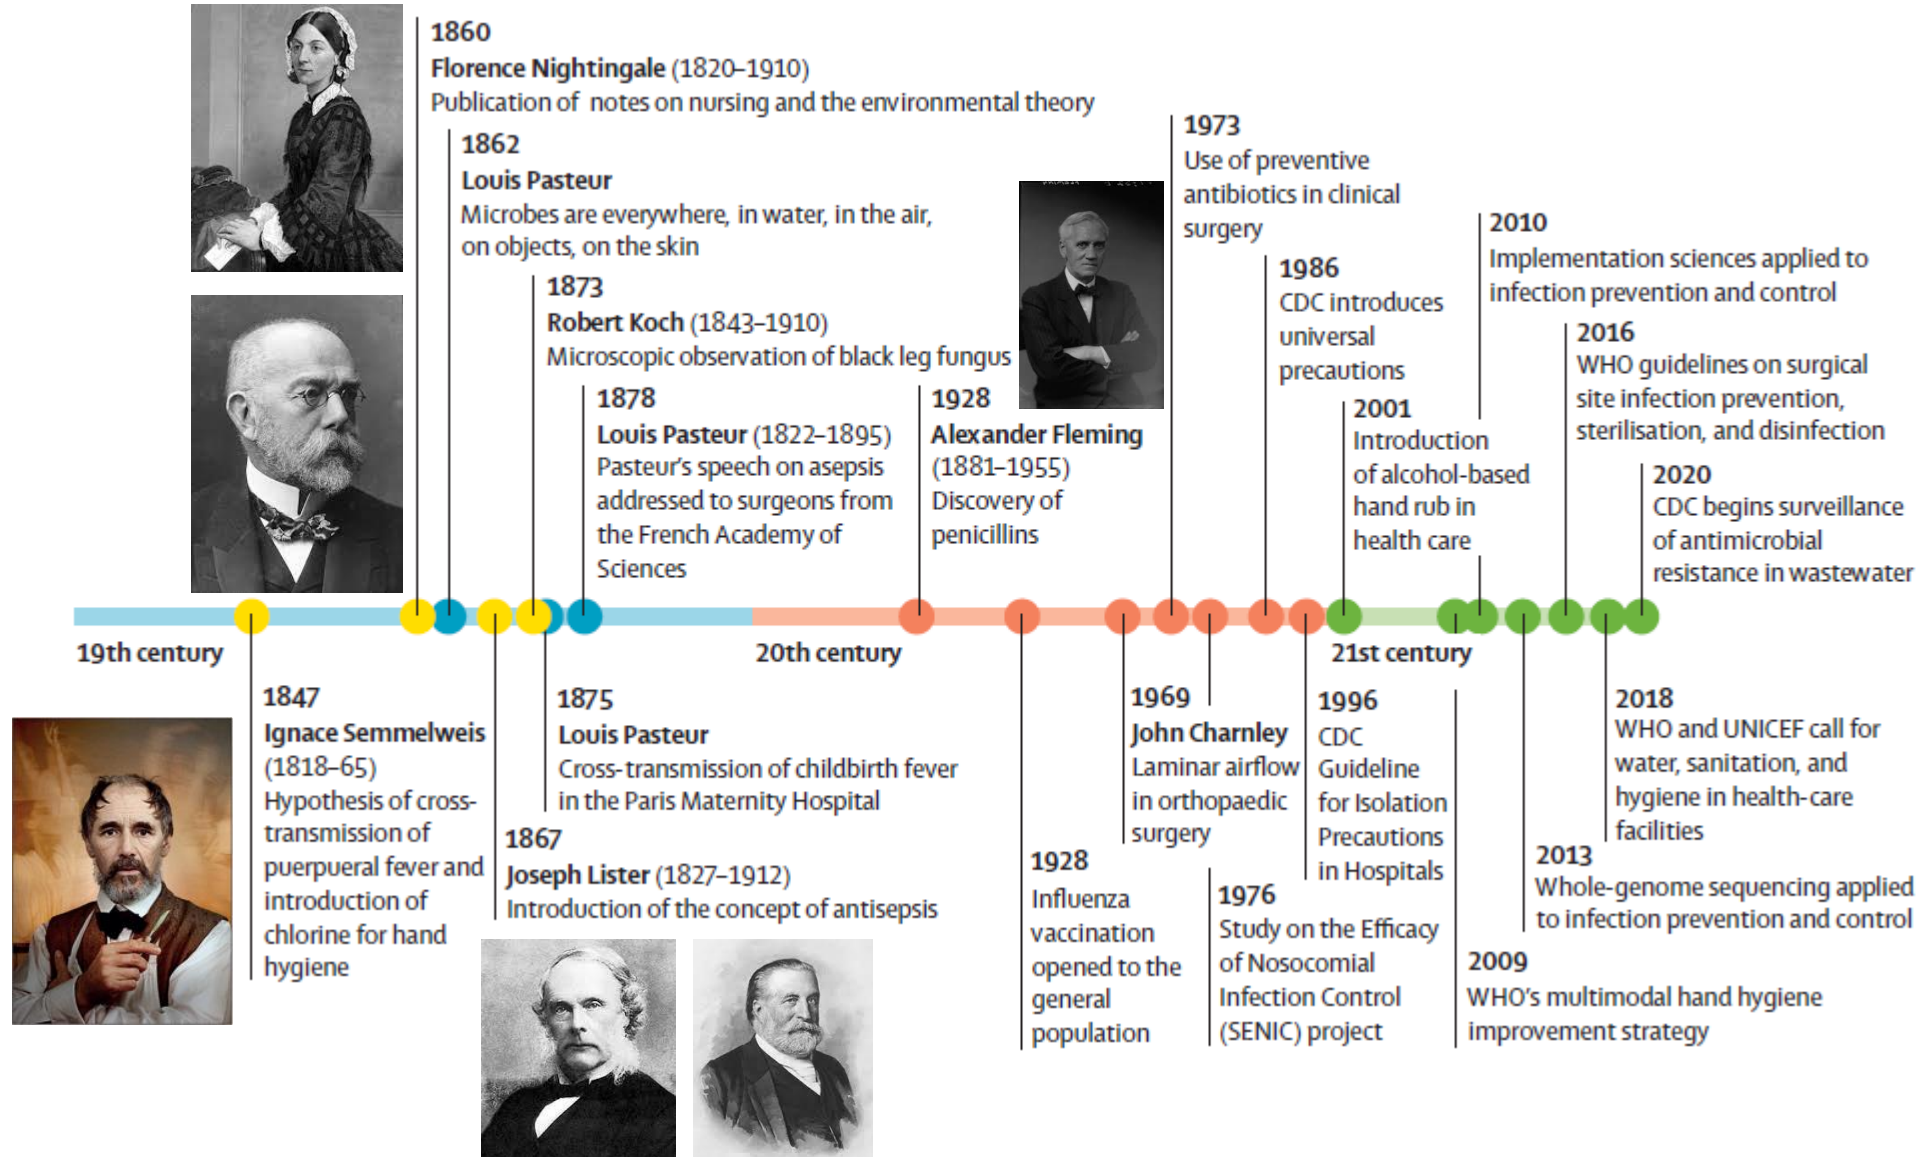 1860
Florence Nightingale (1820–1910)
Publication of notes on nursing and the environmental theory
1862
Louis Pasteur
Microbes are everywhere, in water, in the air,
on objects, on the skin
1873
Robert Koch (1843–1910)
Microscopic observation of black leg fungus
1878
Louis Pasteur (1822–1895)
Pasteur's speech on asepsis
addressed to surgeons from
the French Academy of
Sciences
1928
Alexander Fleming
(1881–1955)
Discovery of
penicillins
1973
Use of preventive
antibiotics in clinical
surgery
1986
CDC introduces
universal
precautions
2001
Introduction
of alcohol-based
hand rub in
health care
2010
Implementation sciences applied to
infection prevention and control
2016
WHO guidelines on surgical
site infection prevention,
sterilisation, and disinfection
2020
CDC begins surveillance
of antimicrobial
resistance in wastewater
19th century
20th century
21st century
1847
Ignace Semmelweis
(1818–65)
Hypothesis of cross-
transmission of
puerpueral fever and
introduction of
chlorine for hand
hygiene
1875
Louis Pasteur
Cross-transmission of childbirth fever
in the Paris Maternity Hospital
1867
Joseph Lister (1827–1912)
Introduction of the concept of antisepsis
1928
Influenza
vaccination
opened to the
general
population
1969
John Charnley
Laminar airflow
in orthopaedic
surgery
1976
Study on the Efficacy
of Nosocomial
Infection Control
(SENIC) project
1996
CDC
Guideline
for Isolation
Precautions
in Hospitals
2009
WHO's multimodal hand hygiene
improvement strategy
2013
Whole-genome sequencing applied
to infection prevention and control
2018
WHO and UNICEF call for
water, sanitation, and
hygiene in health-care
facilities